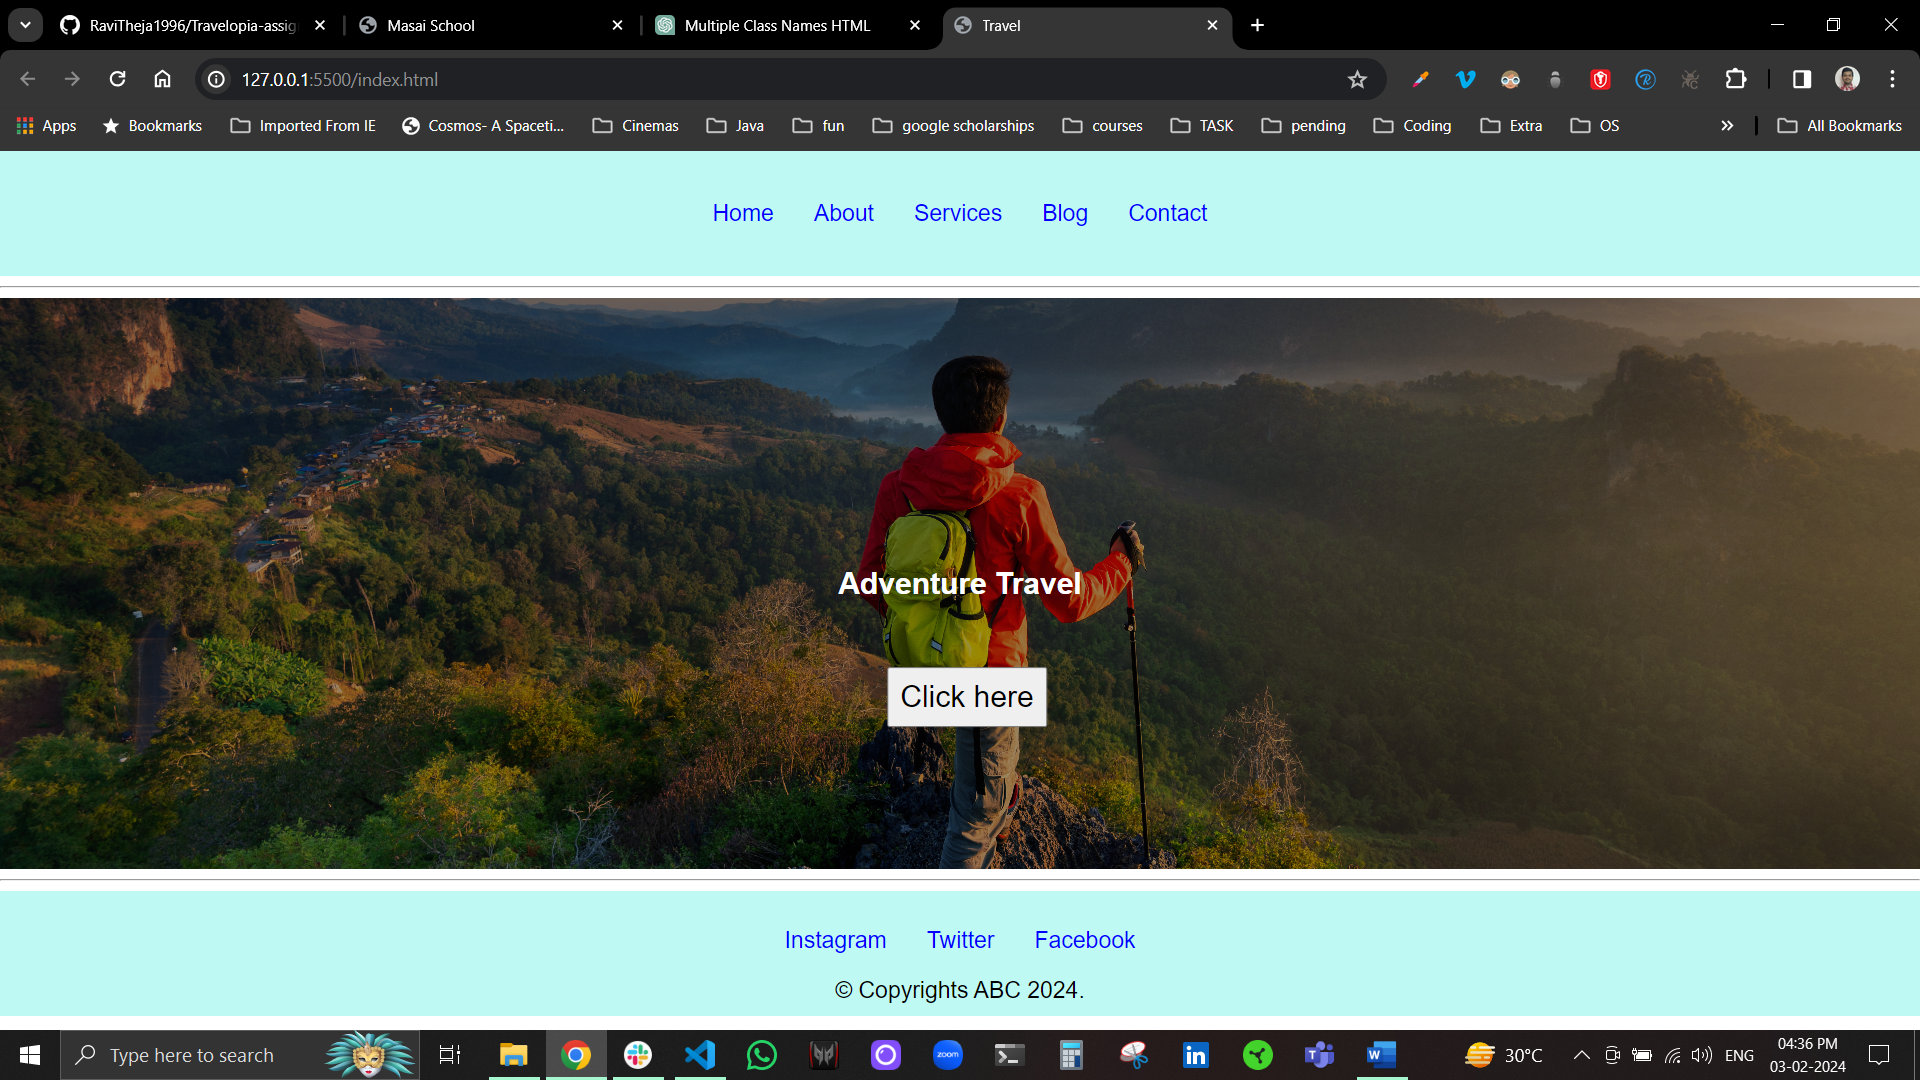 RaviTheja1996/Travelopia-assig
Masai School
Multiple Class Names HTML
Travel
127.0.0.1:5500/index.html
Apps
Bookmarks
Imported From IE
Cosmos- A Spaceti...
Cinemas
Java
fun
google scholarships
courses
TASK
pending
Coding
Extra
OS
All Bookmarks
Home About Services Blog Contact
Adventure Travel
Click here
Instagram Twitter Facebook
© Copyrights ABC 2024.
Type here to search
zoom
30°C
ENG
04:36 PM
03-02-2024